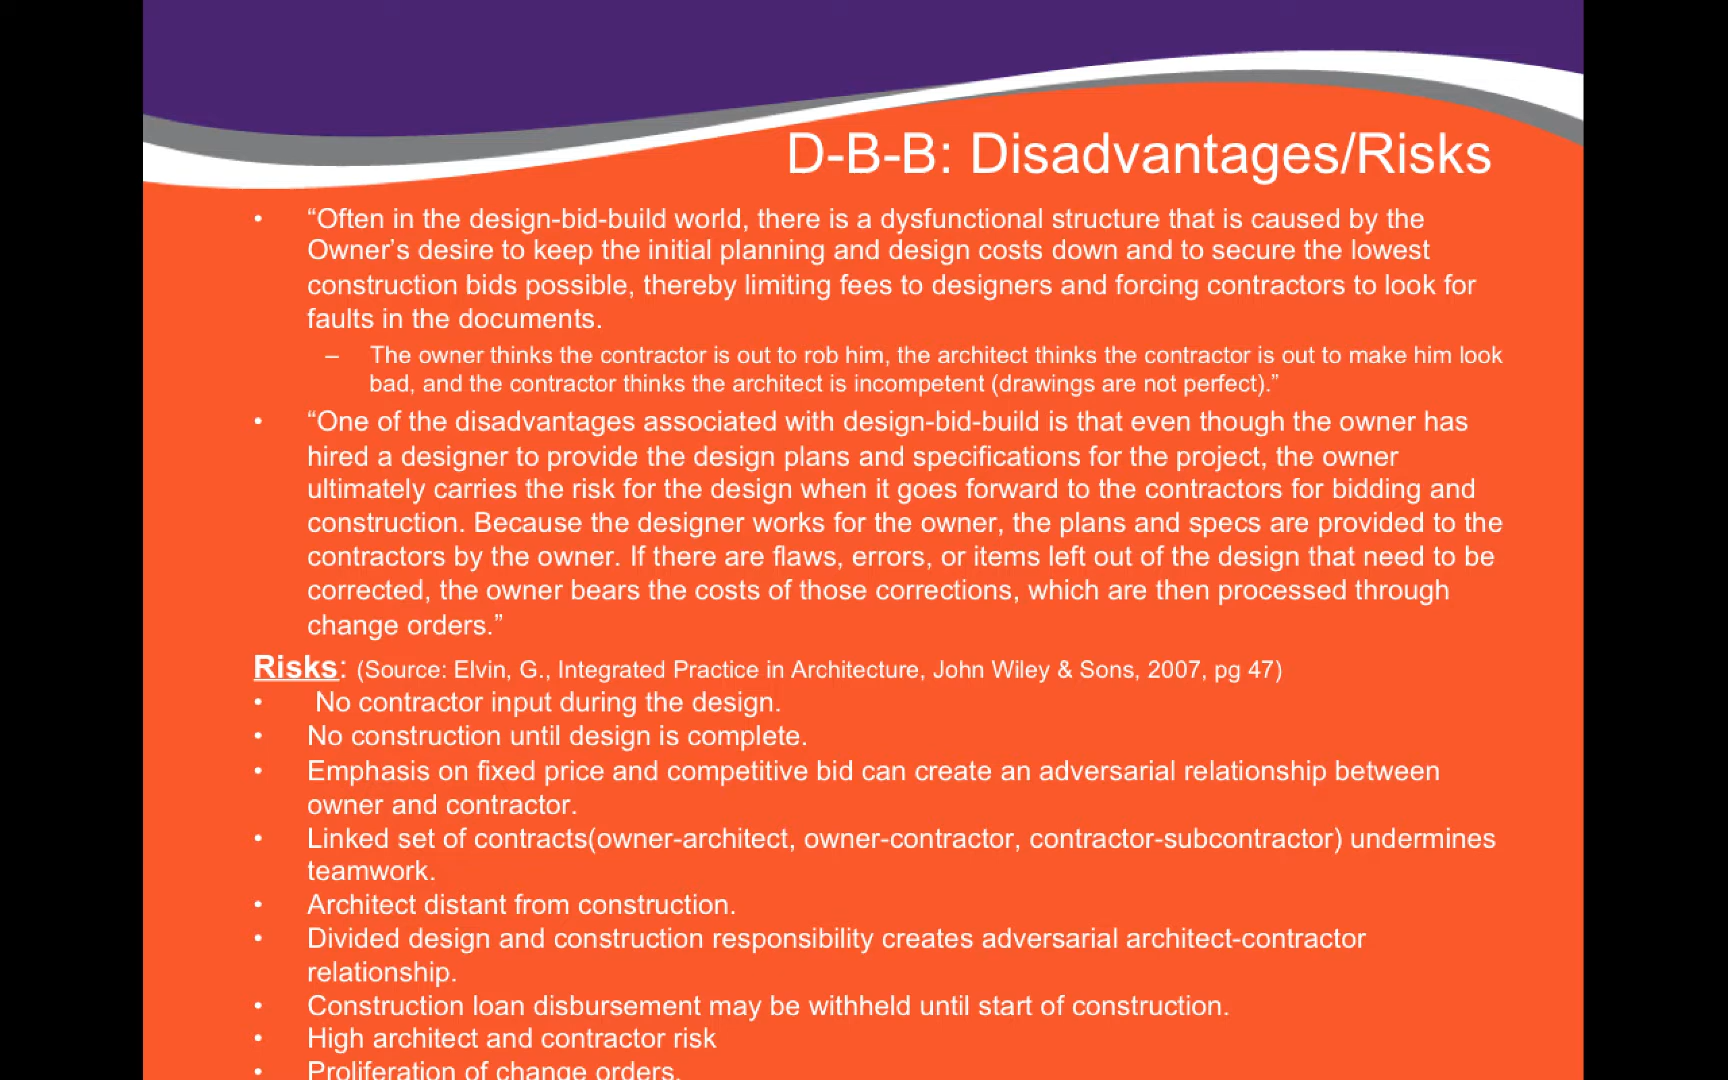 D-B-B: Disadvantages/Risks
• “Often in the design-bid-build world, there is a dysfunctional structure that is caused by the
Owner’s desire to keep the initial planning and design costs down and to secure the lowest
construction bids possible, thereby limiting fees to designers and forcing contractors to look for
faults in the documents.
– The owner thinks the contractor is out to rob him, the architect thinks the contractor is out to make him look
bad, and the contractor thinks the architect is incompetent (drawings are not perfect).”
• “One of the disadvantages associated with design-bid-build is that even though the owner has
hired a designer to provide the design plans and specifications for the project, the owner
ultimately carries the risk for the design when it goes forward to the contractors for bidding and
construction. Because the designer works for the owner, the plans and specs are provided to the
contractors by the owner. If there are flaws, errors, or items left out of the design that need to be
corrected, the owner bears the costs of those corrections, which are then processed through
change orders.”
Risks: (Source: Elvin, G., Integrated Practice in Architecture, John Wiley & Sons, 2007, pg 47)
• No contractor input during the design.
• No construction until design is complete.
• Emphasis on fixed price and competitive bid can create an adversarial relationship between
owner and contractor.
• Linked set of contracts(owner-architect, owner-contractor, contractor-subcontractor) undermines
teamwork.
• Architect distant from construction.
• Divided design and construction responsibility creates adversarial architect-contractor
relationship.
• Construction loan disbursement may be withheld until start of construction.
• High architect and contractor risk
• Proliferation of change orders.